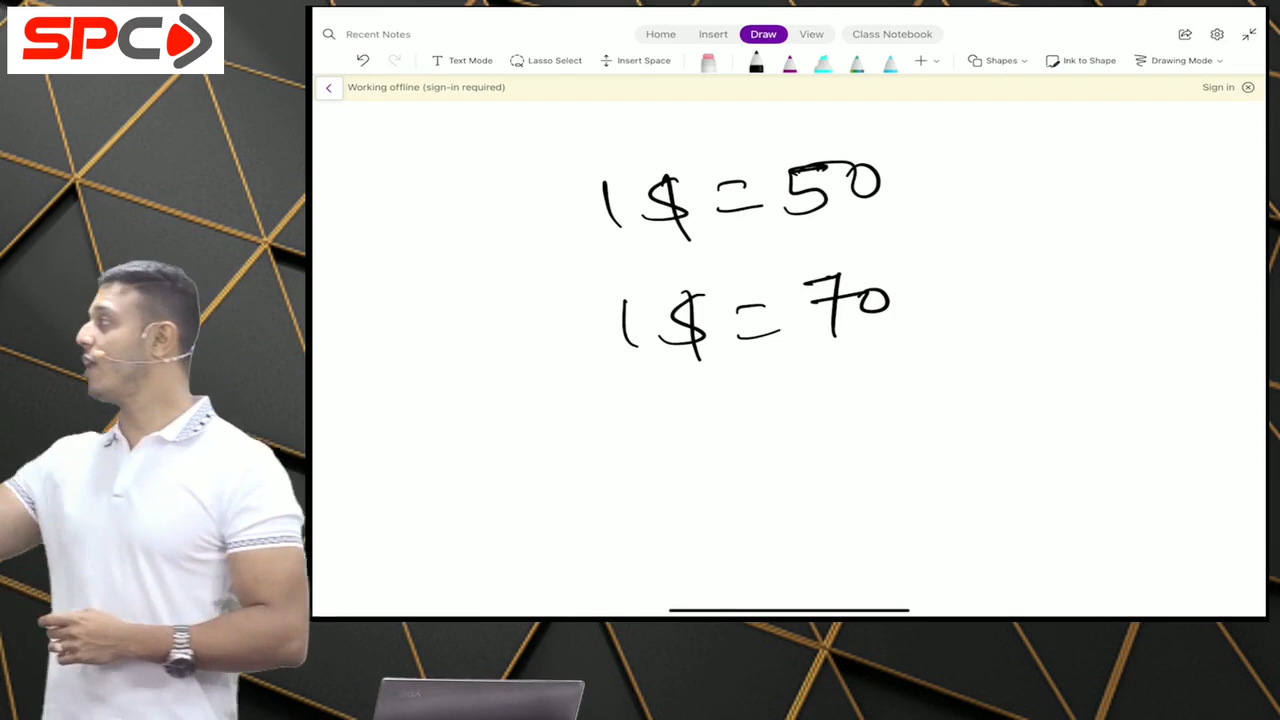 SPC
Recent Notes
Home Insert Draw View Class Notebook
Text Mode Lasso Select Insert Space Shapes Ink to Shape Drawing Mode
Working offline (sign-in required) Sign in
1 $ = 50
1 $ = 70